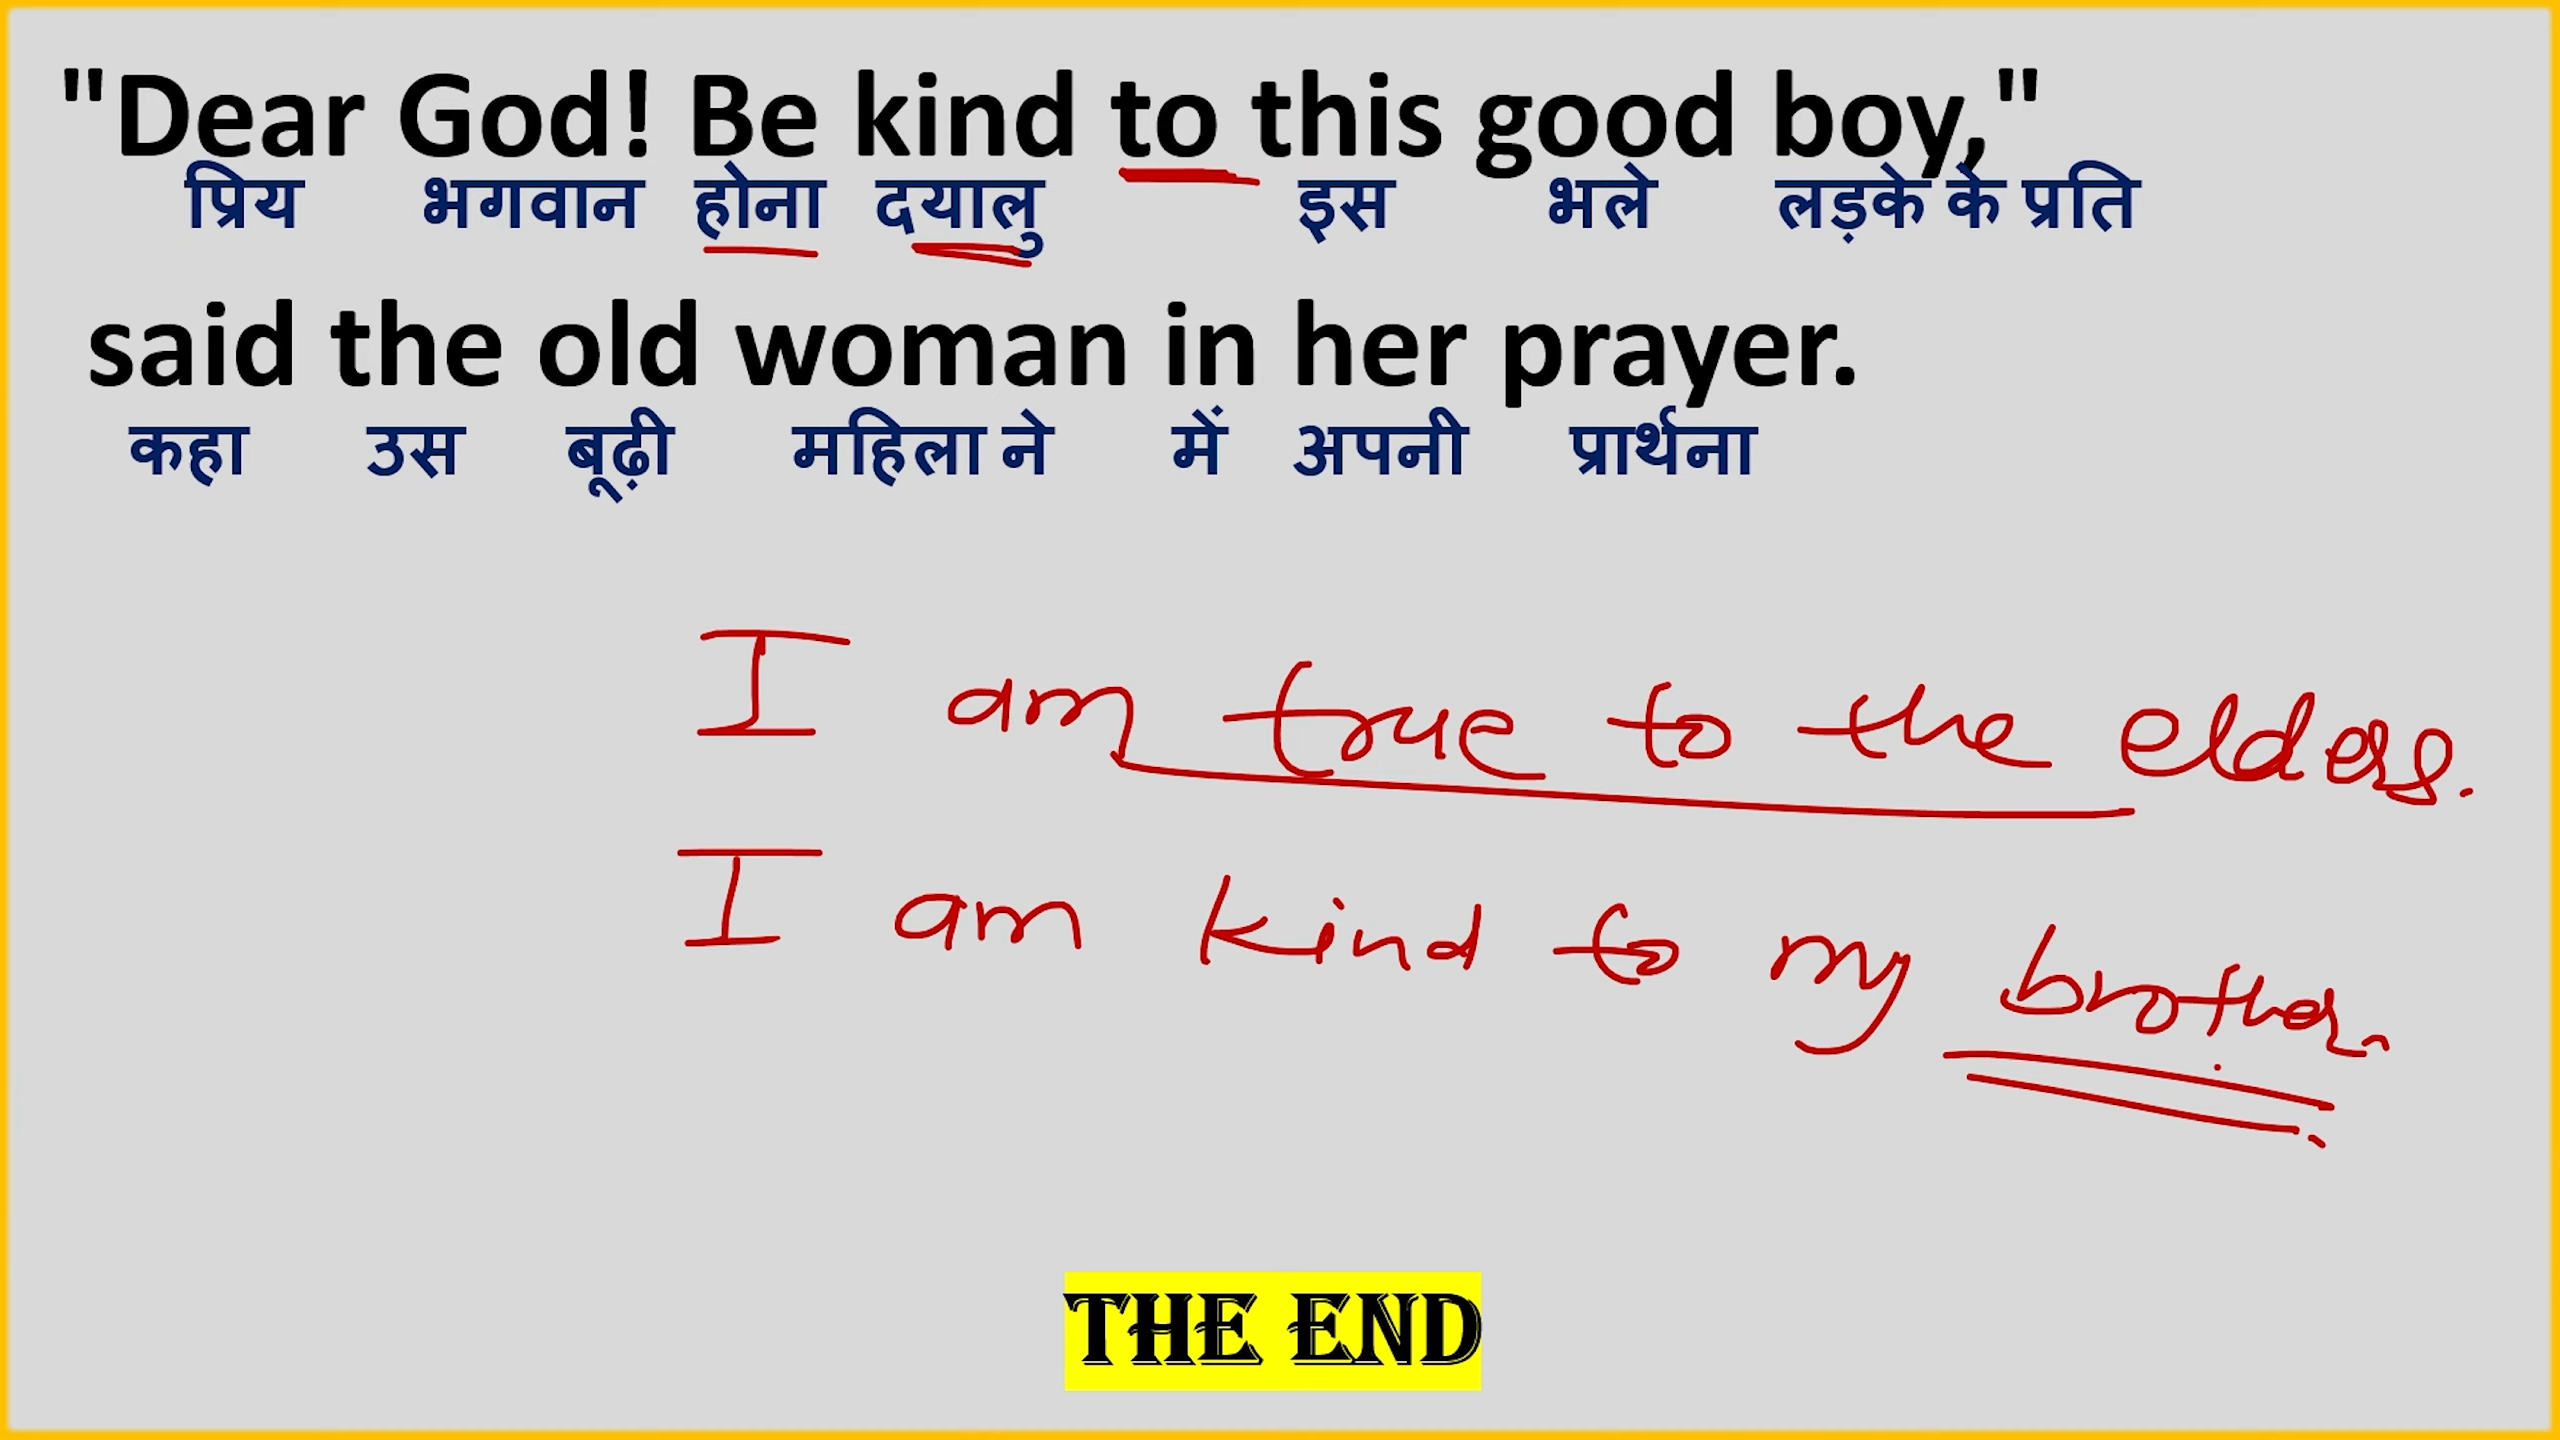 "Dear God! Be kind to this good boy,"
प्रिय भगवान होना दयालु इस भले लड़के के प्रति
said the old woman in her prayer.
कहा उस बूढ़ी महिला ने में अपनी प्रार्थना
I am true to the elders.
I am kind to my brother.
THE END